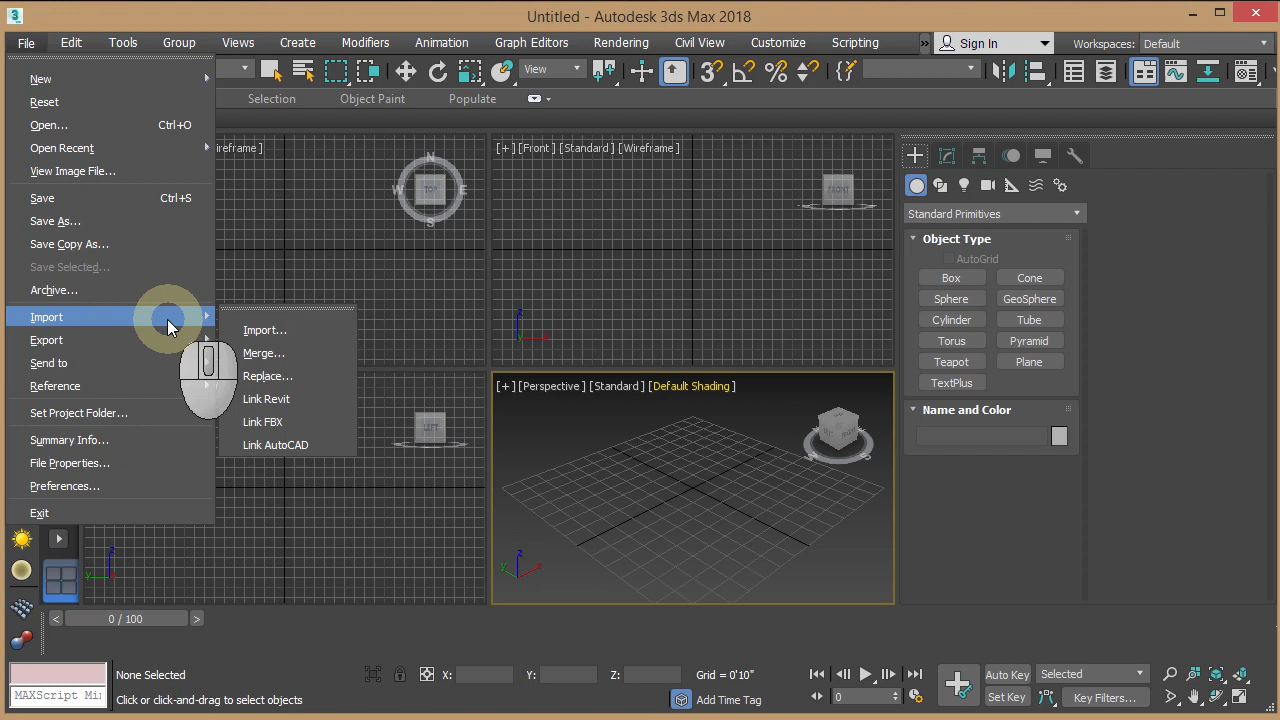 Untitled - Autodesk 3ds Max 2018
File Edit Tools Group Views Create Modifiers Animation Graph Editors Rendering Civil View Customize Scripting » Sign In Workspaces: Default
View
Selection Object Paint Populate
New
Reset
Open... Ctrl+O
Open Recent
View Image File...
Save Ctrl+S
Save As...
Save Copy As...
Save Selected...
Archive...
Import
Export
Send to
Reference
Set Project Folder...
Summary Info...
File Properties...
Preferences...
Exit
Import...
Merge...
Replace...
Link Revit
Link FBX
Link AutoCAD
ireframe ]
N
W TOP E
S
[+] [Front] [Standard] [Wireframe]
FRONT
z
x
LEFT
z
y x
[+] [Perspective] [Standard] [Default Shading]
z
y x
Standard Primitives
Object Type
AutoGrid
Box Cone
Sphere GeoSphere
Cylinder Tube
Torus Pyramid
Teapot Plane
TextPlus
Name and Color
< 0 / 100 >
None Selected X: Y: Z: Grid = 0'10" Auto Key Selected
MAXScript Mi Click or click-and-drag to select objects Add Time Tag 0 Set Key Key Filters...